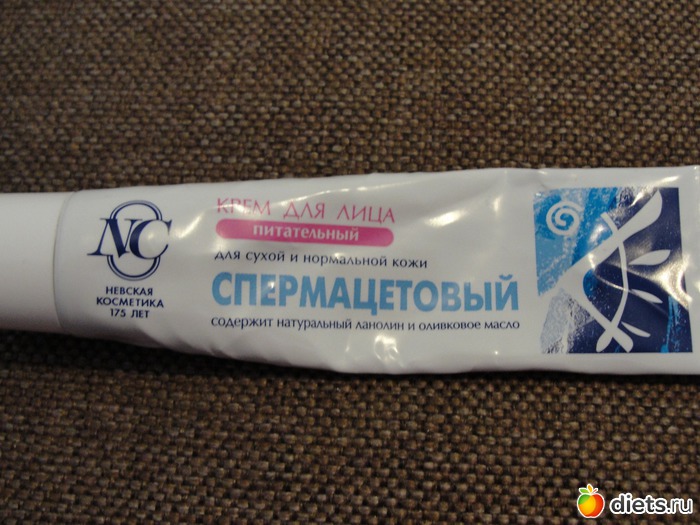 NC
НЕВСКАЯ
КОСМЕТИКА
175 ЛЕТ
КРЕМ ДЛЯ ЛИЦА
питательный
для сухой и нормальной кожи
СПЕРМАЦЕТОВЫЙ
содержит натуральный ланолин и оливковое масло
diets.ru